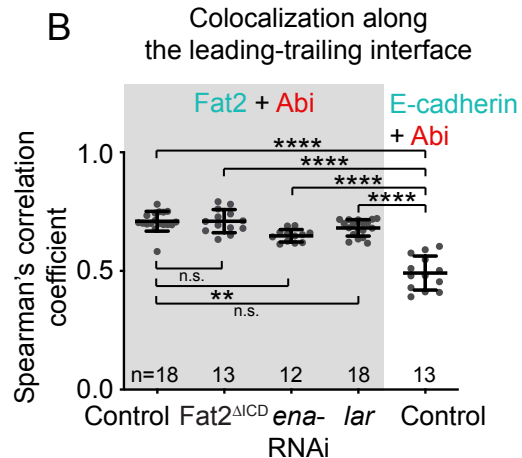 B
Colocalization along
the leading-trailing interface
Fat2 + Abi
E-cadherin
+ Abi
Spearman's correlation
coefficient
1.0
0.5
0.0
****
****
****
****
n.s.
**
n.s.
n=18 13 12 18 13
Control Fat2ΔICD ena- lar Control
RNAi